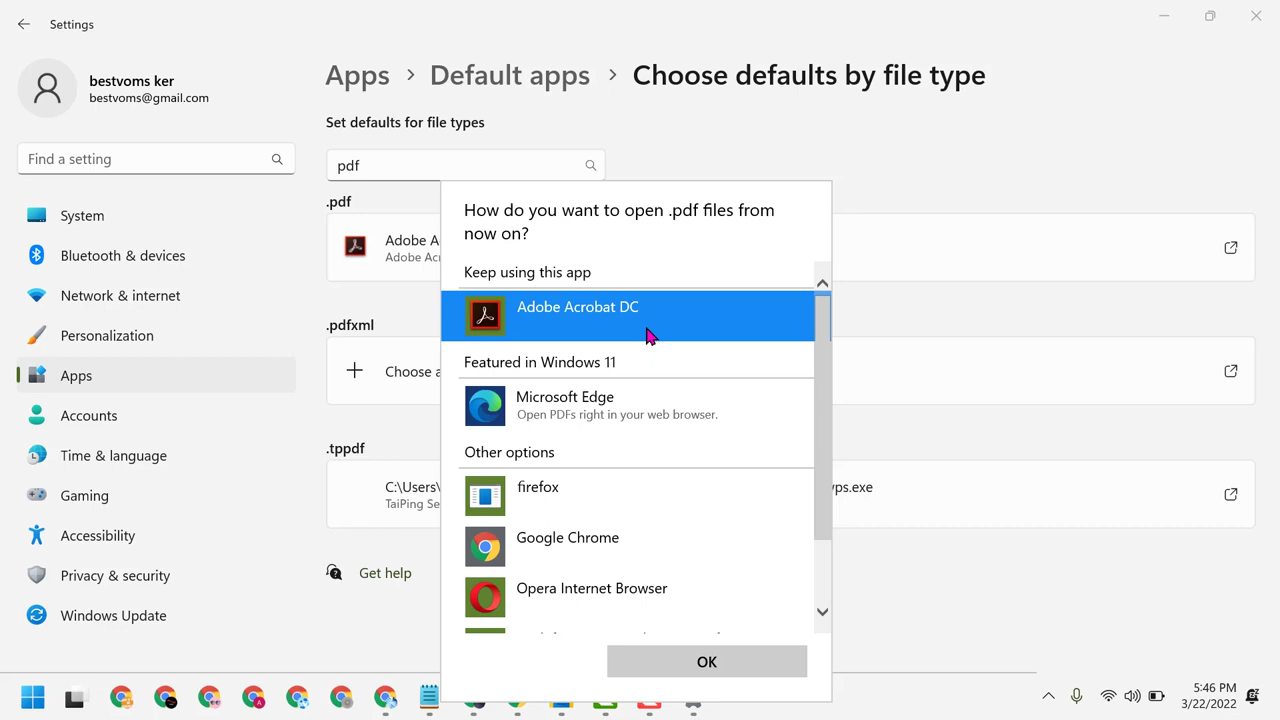 Settings
bestvoms ker
bestvoms@gmail.com
Find a setting
System
Bluetooth & devices
Network & internet
Personalization
Apps
Accounts
Time & language
Gaming
Accessibility
Privacy & security
Windows Update
Apps > Default apps > Choose defaults by file type
Set defaults for file types
pdf
.pdf
Adobe A
Adobe Acr
.pdfxml
Choose a
.tppdf
C:\Users\
TaiPing Se
yps.exe
Get help
How do you want to open .pdf files from
now on?
Keep using this app
Adobe Acrobat DC
Featured in Windows 11
Microsoft Edge
Open PDFs right in your web browser.
Other options
firefox
Google Chrome
Opera Internet Browser
OK
5:46 PM
3/22/2022